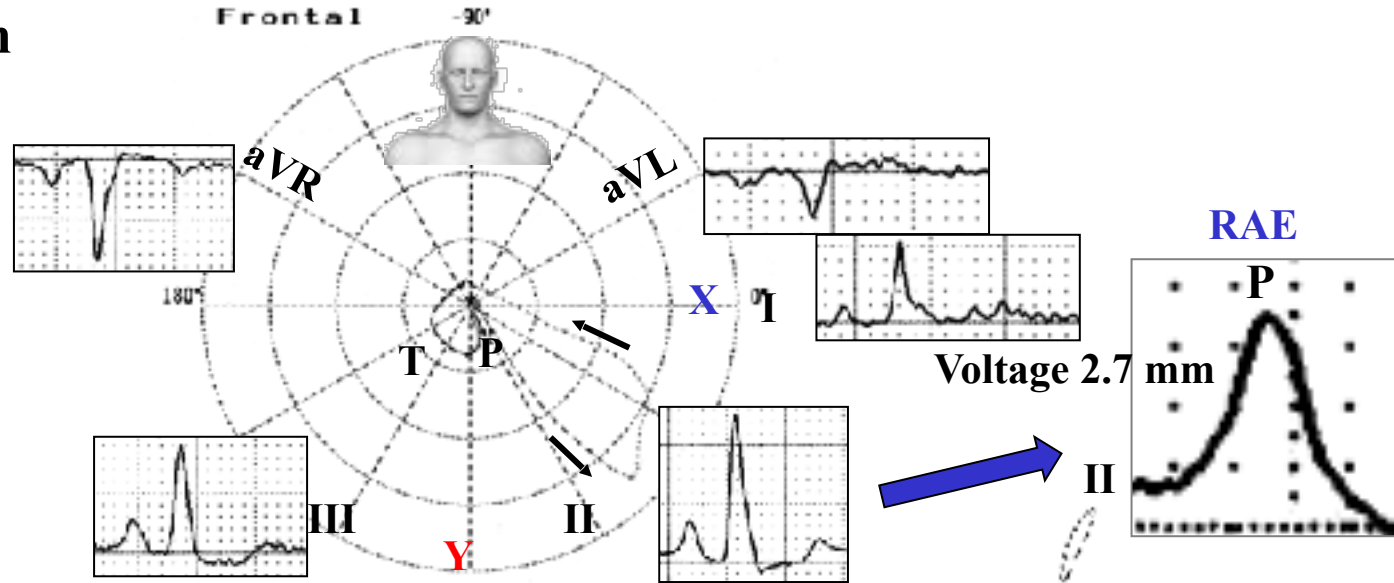 Frontal
-90°
n
aVR
aVL
RAE
P
180°
X
0°
I
T
P
Voltage 2.7 mm
II
III
II
Y